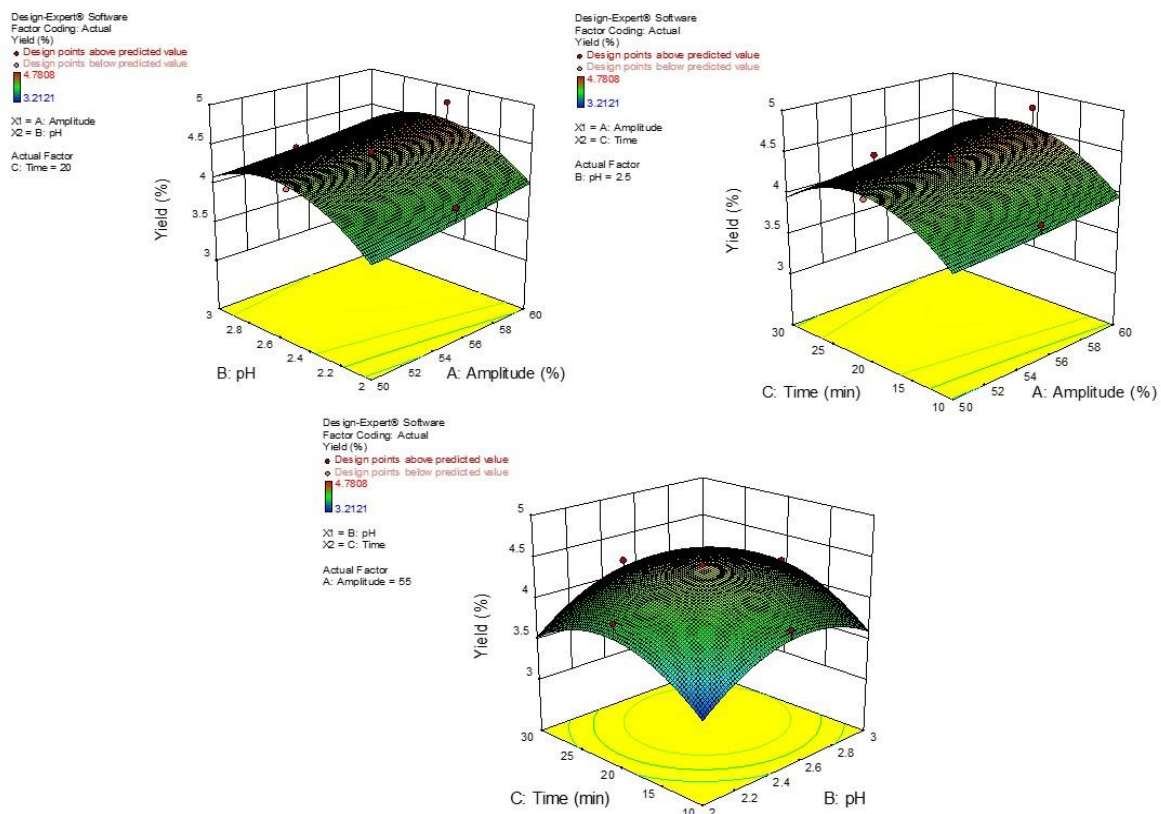 Design-Expert® Software
Factor Coding: Actual
Yield (%)
Design points above predicted value
Design points below predicted value
4.7808
3.2121
X1 = A: Amplitude
X2 = B: pH
Actual Factor
C: Time = 20
5
4.5
4
3.5
3
Yield (%)
3
2.8
2.6
2.4
2.2
2
50
52
54
56
58
60
B: pH
A: Amplitude (%)
Design-Expert® Software
Factor Coding: Actual
Yield (%)
Design points above predicted value
Design points below predicted value
4.7808
3.2121
X1 = A: Amplitude
X2 = C: Time
Actual Factor
B: pH = 2.5
5
4.5
4
3.5
3
Yield (%)
30
25
20
15
10
50
52
54
56
58
60
C: Time (min)
A: Amplitude (%)
Design-Expert® Software
Factor Coding: Actual
Yield (%)
Design points above predicted value
Design points below predicted value
4.7808
3.2121
X1 = B: pH
X2 = C: Time
Actual Factor
A: Amplitude = 55
5
4.5
4
3.5
3
Yield (%)
30
25
20
15
10
2
2.2
2.4
2.6
2.8
3
C: Time (min)
B: pH